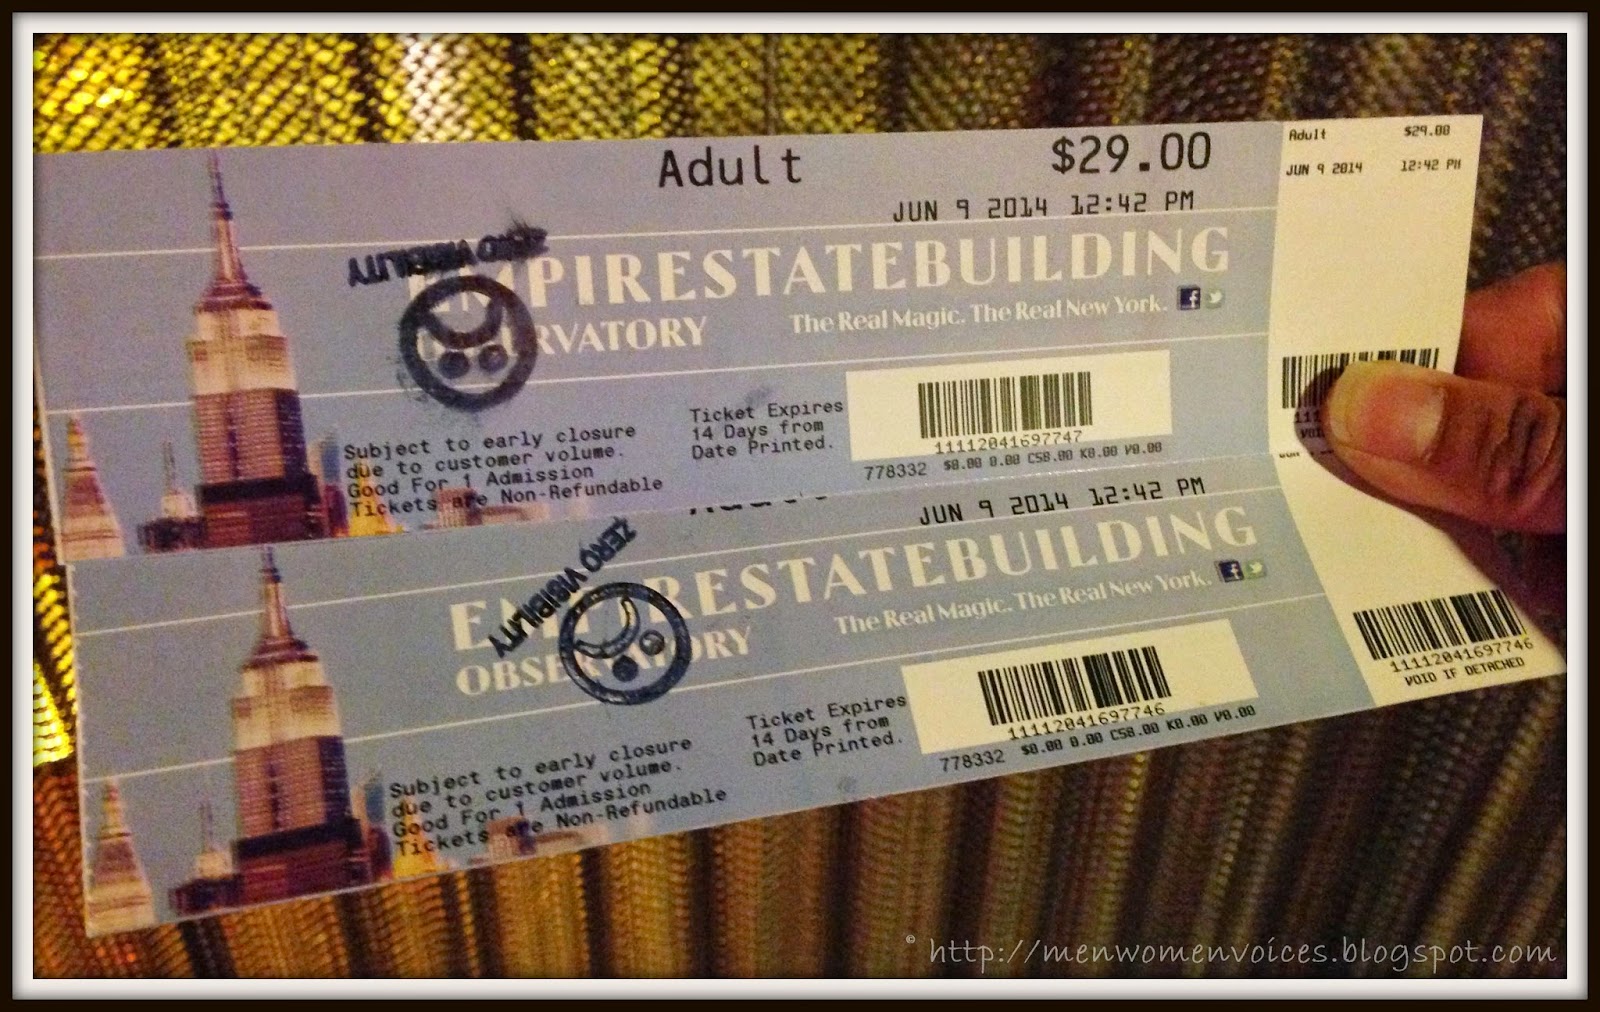 Adult
$29.00
JUN 9 2014 12:42 PM
ZERO VISIBILITY
EMPIRESTATEBUILDING
OBSERVATORY
The Real Magic. The Real New York.
Subject to early closure
due to customer volume.
Good For 1 Admission
Tickets are Non-Refundable
Ticket Expires
14 Days from
Date Printed.
11112041697747
778332 $0.00 0.00 CS0.00 K0.00 V0.00
Adult $29.00
JUN 9 2014 12:42 PM
111
VOID
JUN 9 2014 12:42 PM
ZERO VISIBILITY
EMPIRESTATEBUILDING
OBSERVATORY
The Real Magic. The Real New York.
Subject to early closure
due to customer volume.
Good For 1 Admission
Tickets are Non-Refundable
Ticket Expires
14 Days from
Date Printed.
11112041697746
778332 $0.00 0.00 CS0.00 K0.00 V0.00
11112041697746
VOID IF DETACHED
© http://menwomenvoices.blogspot.com